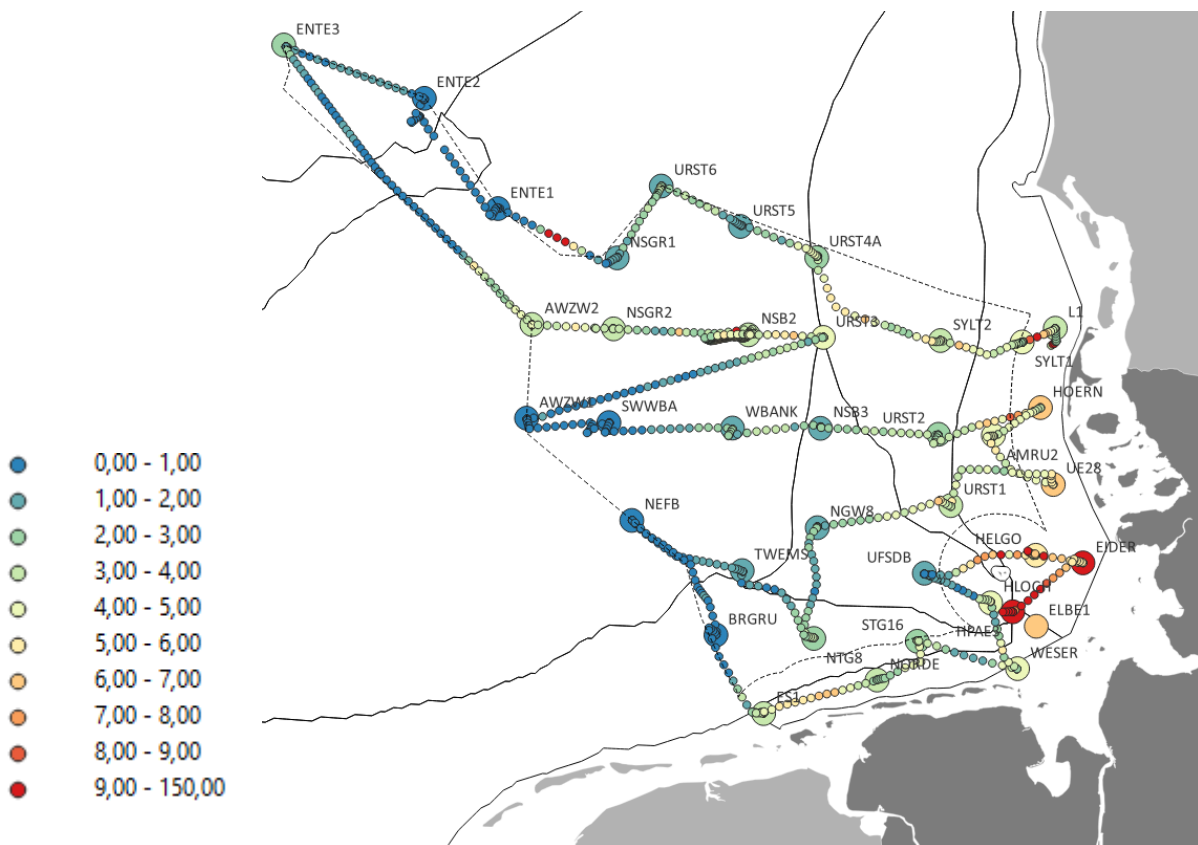 0,00 - 1,00
1,00 - 2,00
2,00 - 3,00
3,00 - 4,00
4,00 - 5,00
5,00 - 6,00
6,00 - 7,00
7,00 - 8,00
8,00 - 9,00
9,00 - 150,00
ENTE3
ENTE2
ENTE1
URST6
URST5
NSGR1
URST4A
AWZW2
NSGR2
NSB2
URST3
SYLT2
L1
SYLT1
HOERN
AWZW1
SWWBA
WBANK
NSB3
URST2
AMRU2
UE28
URST1
NEFB
NGW8
TWEMS
UFSDB
HELGO
EIDER
ELBE1
BRGRU
STG16
HPAE
WESER
NTG8
NORDE
ES1